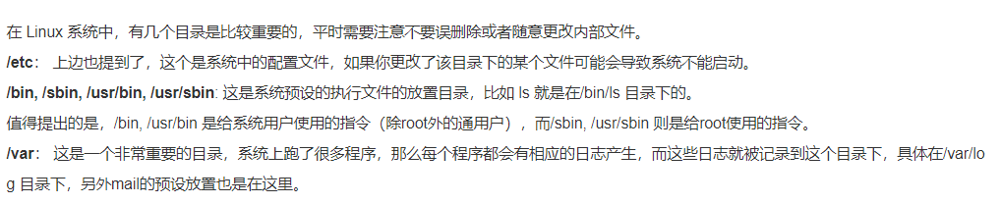 在 Linux 系统中，有几个目录是比较重要的，平时需要注意不要误删除或者随意更改内部文件。
/etc： 上边也提到了，这个是系统中的配置文件，如果你更改了该目录下的某个文件可能会导致系统不能启动。
/bin, /sbin, /usr/bin, /usr/sbin: 这是系统预设的执行文件的放置目录，比如 ls 就是在/bin/ls 目录下的。
值得提出的是，/bin, /usr/bin 是给系统用户使用的指令（除root外的通用户），而/sbin, /usr/sbin 则是给root使用的指令。
/var： 这是一个非常重要的目录，系统上跑了很多程序，那么每个程序都会有相应的日志产生，而这些日志就被记录到这个目录下，具体在/var/lo
g 目录下，另外mail的预设放置也是在这里。